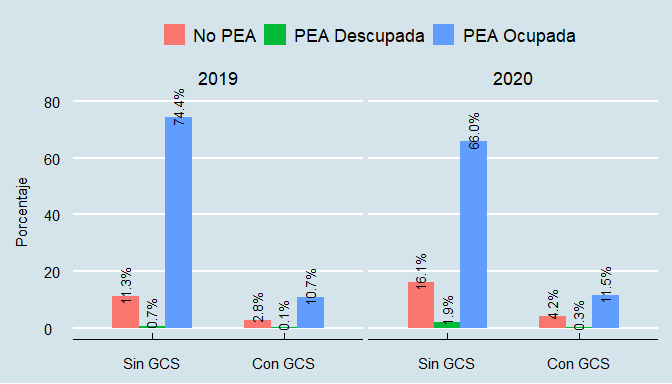 No PEA PEA Descupada PEA Ocupada
2019 2020
Porcentaje
80
60
40
20
0
11.3% 0.7% 74.4% 2.8% 0.1% 10.7% 16.1% 1.9% 66.0% 4.2% 0.3% 11.5%
Sin GCS Con GCS Sin GCS Con GCS